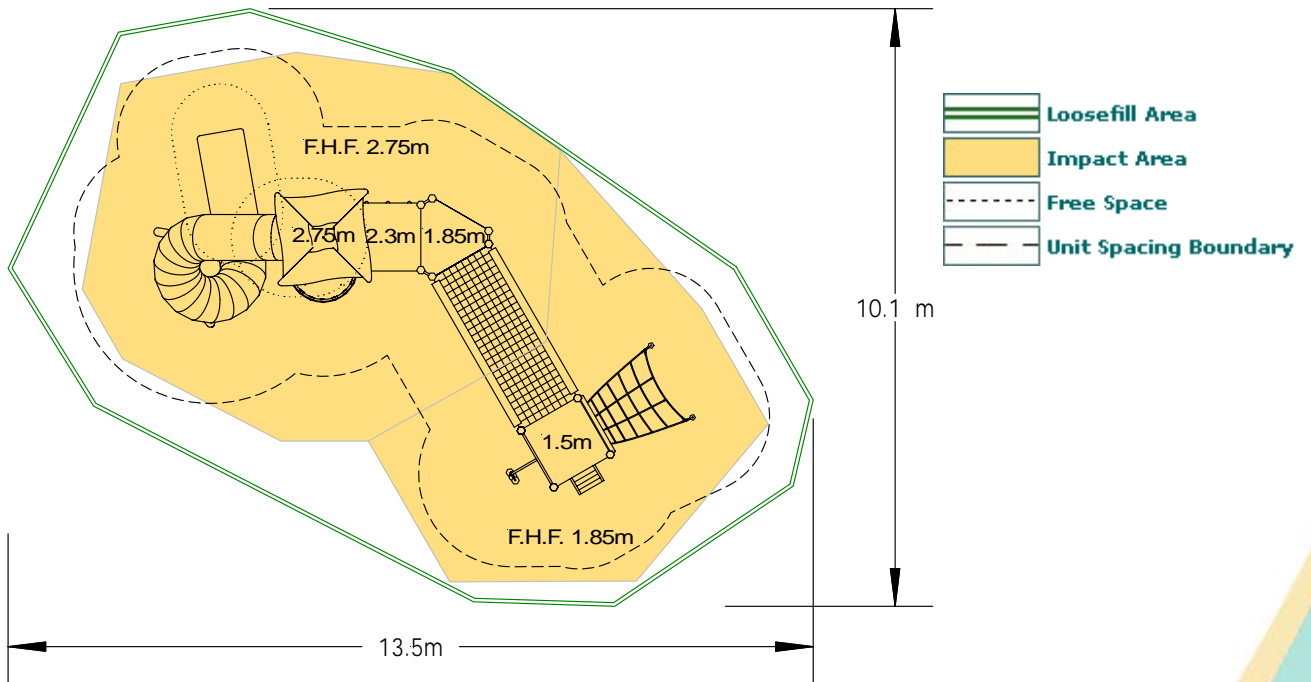 F.H.F. 2.75m
2.75m 2.3m 1.85m
1.5m
F.H.F. 1.85m
10.1 m
13.5m
Loosefill Area
Impact Area
Free Space
Unit Spacing Boundary